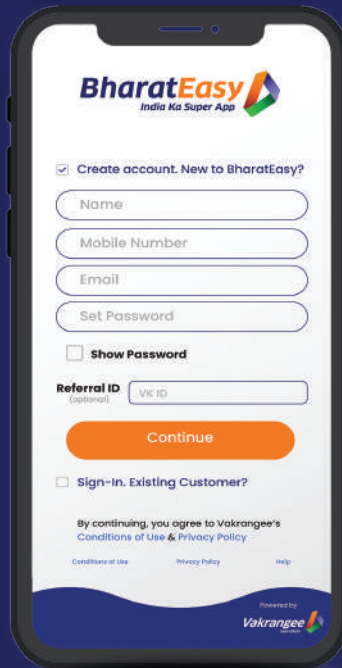 BharatEasy
India Ka Super App
Create account. New to BharatEasy?
Name
Mobile Number
Email
Set Password
Show Password
Referral ID
(optional)
VK ID
Continue
Sign-In. Existing Customer?
By continuing, you agree to Vakrangee's
Conditions of Use & Privacy Policy
Conditions of Use Privacy Policy Help
Powered by
Vakrangee